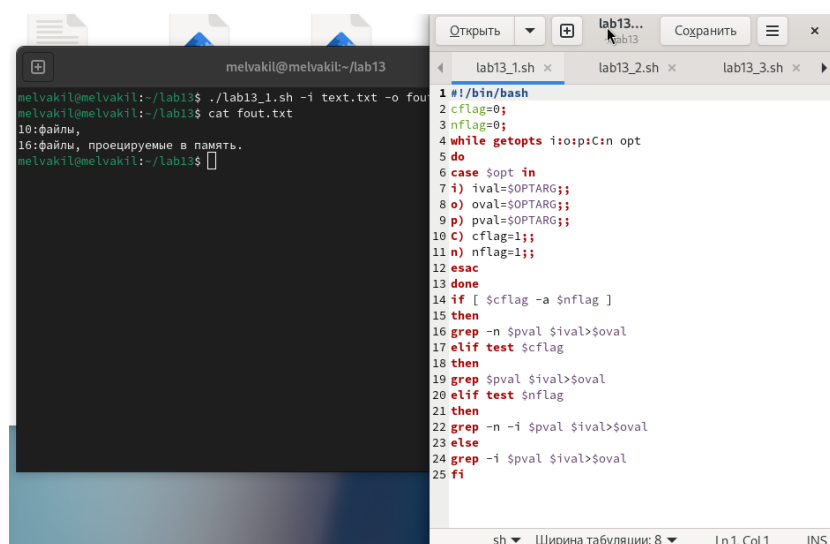 melvakil@melvakil:~/lab13
melvakil@melvakil:~/lab13$ ./lab13_1.sh -i text.txt -o fou
melvakil@melvakil:~/lab13$ cat fout.txt
10:файлы,
16:файлы, проецируемые в память.
melvakil@melvakil:~/lab13$
Открыть
lab13...
Сохранить
lab13_1.sh × lab13_2.sh × lab13_3.sh ×
1 #!/bin/bash
2 cflag=0;
3 nflag=0;
4 while getopts i:o:p:C:n opt
5 do
6 case $opt in
7 i) ival=$OPTARG;;
8 o) oval=$OPTARG;;
9 p) pval=$OPTARG;;
10 C) cflag=1;;
11 n) nflag=1;;
12 esac
13 done
14 if [ $cflag -a $nflag ]
15 then
16 grep -n $pval $ival>$oval
17 elif test $cflag
18 then
19 grep $pval $ival>$oval
20 elif test $nflag
21 then
22 grep -n -i $pval $ival>$oval
23 else
24 grep -i $pval $ival>$oval
25 fi
sh Ширина табуляции: 8 Ln 1, Col 1 INS